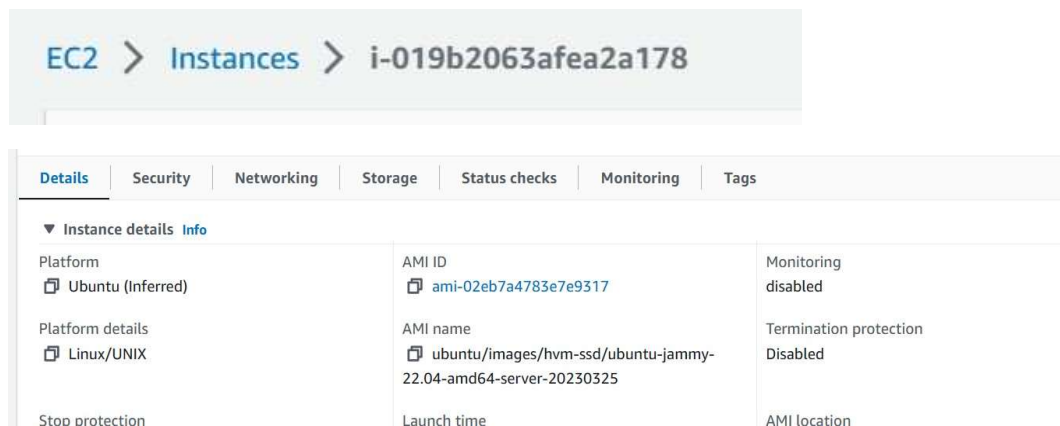 EC2 > Instances > i-019b2063afea2a178
Details Security Networking Storage Status checks Monitoring Tags
▼ Instance details Info
Platform AMI ID Monitoring
Ubuntu (Inferred) ami-02eb7a4783e7e9317 disabled
Platform details AMI name Termination protection
Linux/UNIX ubuntu/images/hvm-ssd/ubuntu-jammy- Disabled
22.04-amd64-server-20230325
Stop protection Launch time AMI location